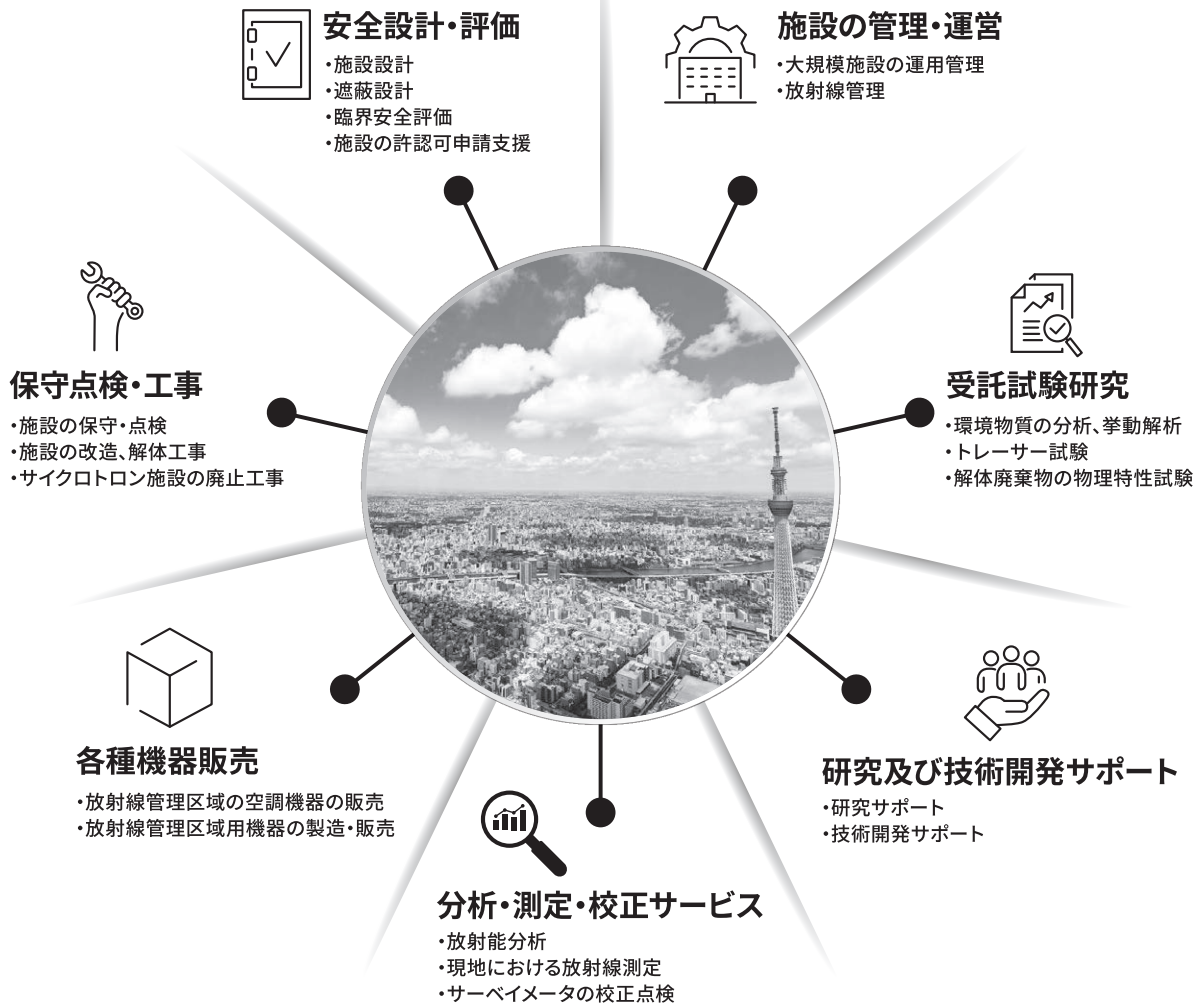 安全設計・評価
・施設設計
・遮蔽設計
・臨界安全評価
・施設の許認可申請支援
施設の管理・運営
・大規模施設の運用管理
・放射線管理
受託試験研究
・環境物質の分析、挙動解析
・トレーサー試験
・解体廃棄物の物理特性試験
研究及び技術開発サポート
・研究サポート
・技術開発サポート
分析・測定・校正サービス
・放射能分析
・現地における放射線測定
・サーベイメータの校正点検
各種機器販売
・放射線管理区域の空調機器の販売
・放射線管理区域用機器の製造・販売
保守点検・工事
・施設の保守・点検
・施設の改造、解体工事
・サイクロトロン施設の廃止工事